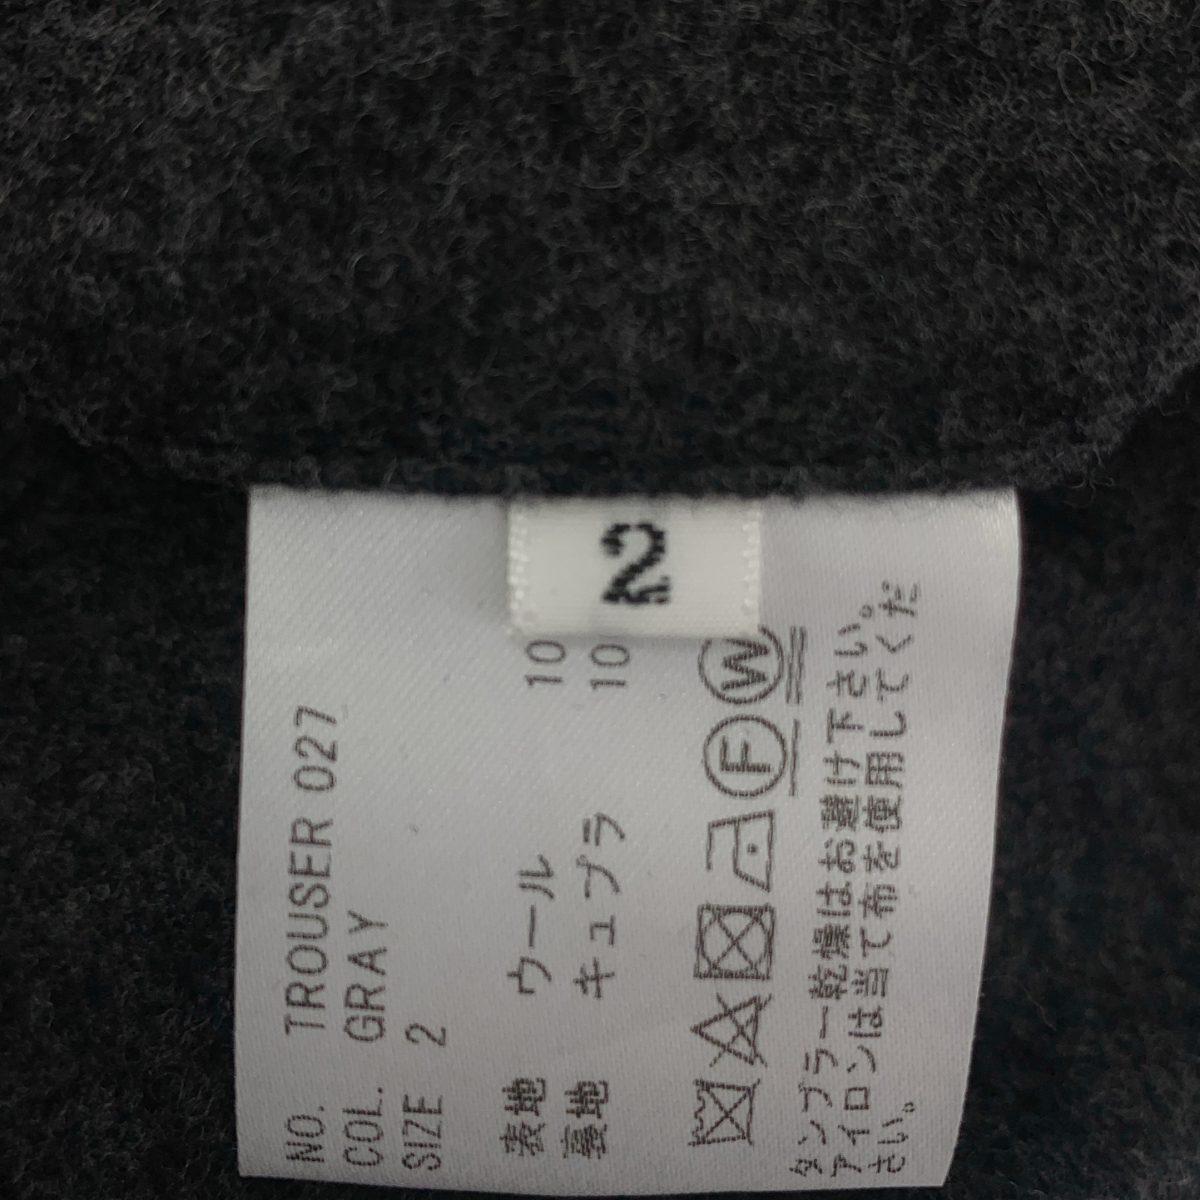 2
NO. TROUSER 027
COL. GRAY
SIZE 2
表地 ウール 10
裏地 キュプラ 10
F W
タンブラー乾燥はお避け下さい。
アイロンは当て布を使用してくだ
さい。